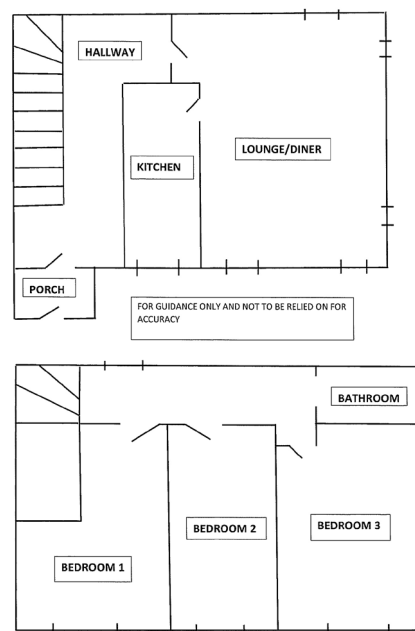 HALLWAY
LOUNGE/DINER
KITCHEN
PORCH
FOR GUIDANCE ONLY AND NOT TO BE RELIED ON FOR
ACCURACY
BATHROOM
BEDROOM 2
BEDROOM 3
BEDROOM 1